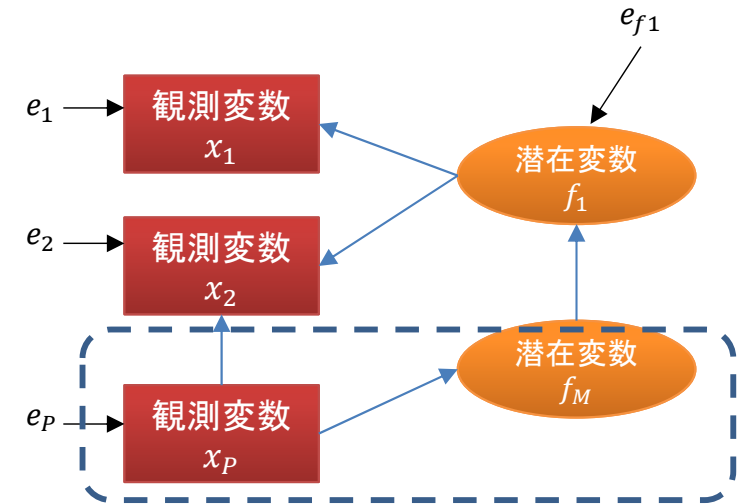 e_{f1}
e_1
観測変数
x_1
潜在変数
f_1
e_2
観測変数
x_2
潜在変数
f_M
e_P
観測変数
x_P